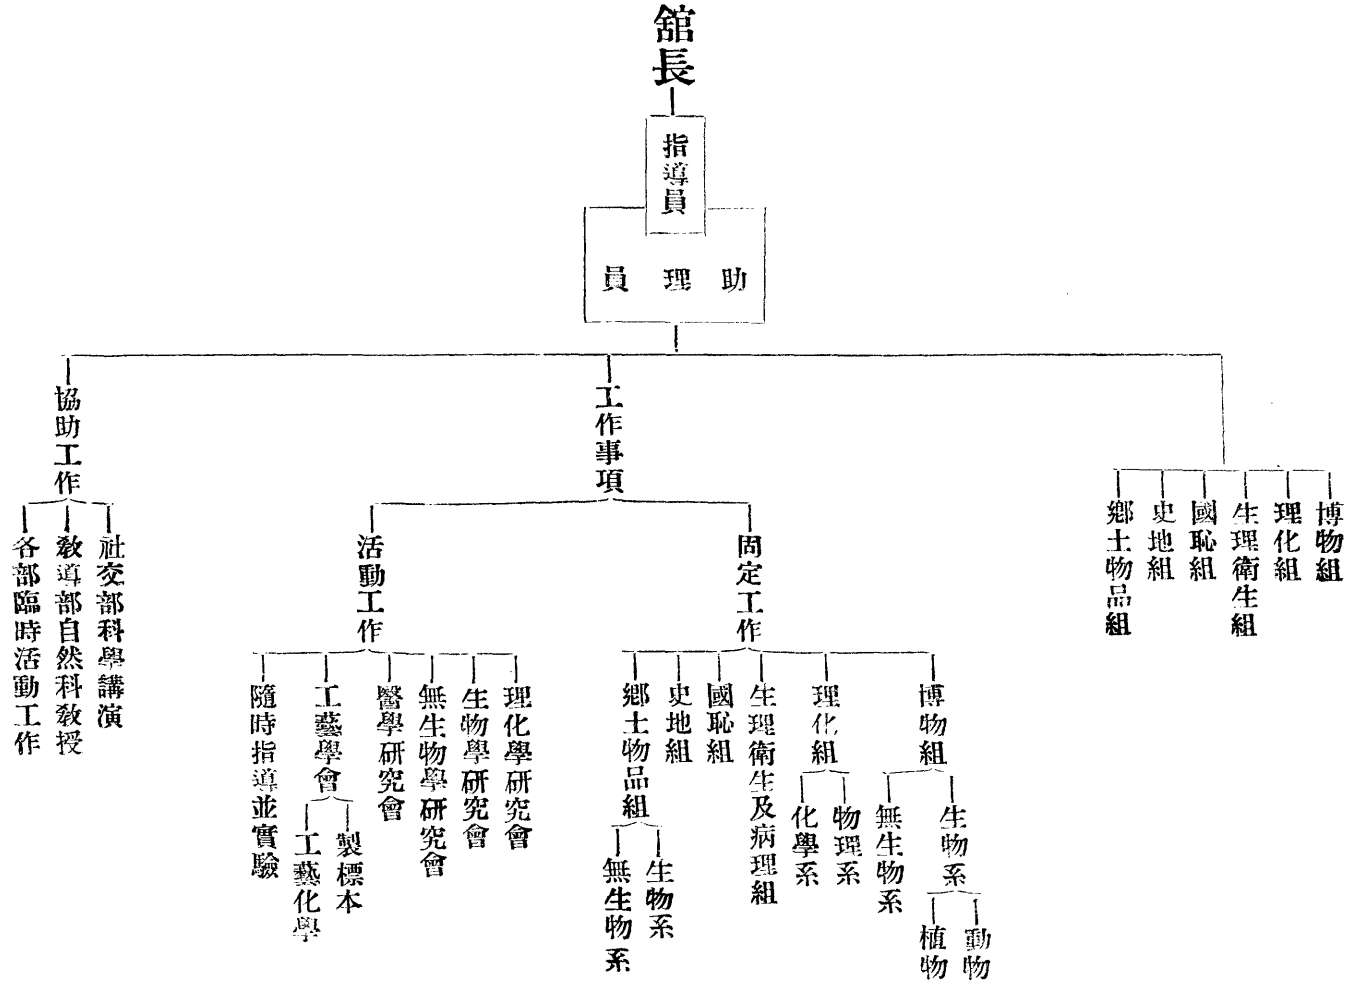 舘長
指導員
助理員
博物組
理化組
生理衛生組
國恥組
史地組
鄉土物品組
工作事項
固定工作
博物組
生物系
動物
植物
無生物系
理化組
物理系
化學系
生理衛生及病理組
國恥組
史地組
鄉土物品組
生物系
無生物系
活動工作
理化學研究會
生物學研究會
無生物學研究會
醫學研究會
工藝學會
製標本
工藝化學
隨時指導並實驗
協助工作
社交部科學講演
敎導部自然科敎授
各部臨時活動工作